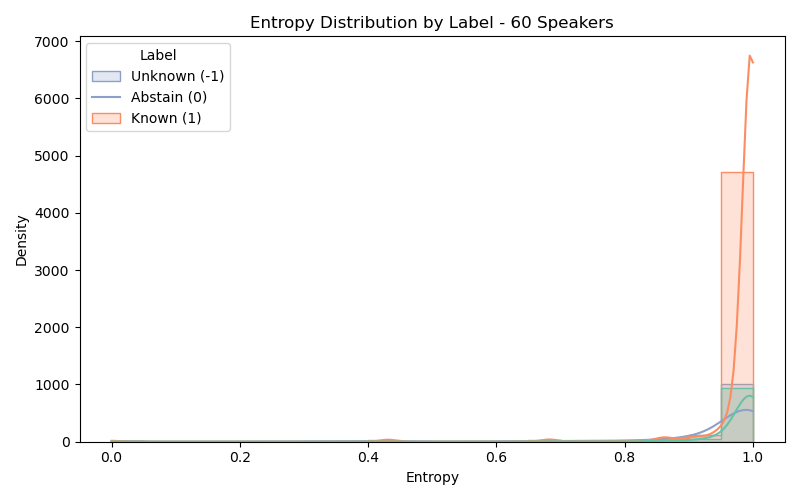 Entropy Distribution by Label - 60 Speakers
7000
6000
5000
4000
3000
2000
1000
0
Density
Label
Unknown (-1)
Abstain (0)
Known (1)
0.0 0.2 0.4 0.6 0.8 1.0
Entropy